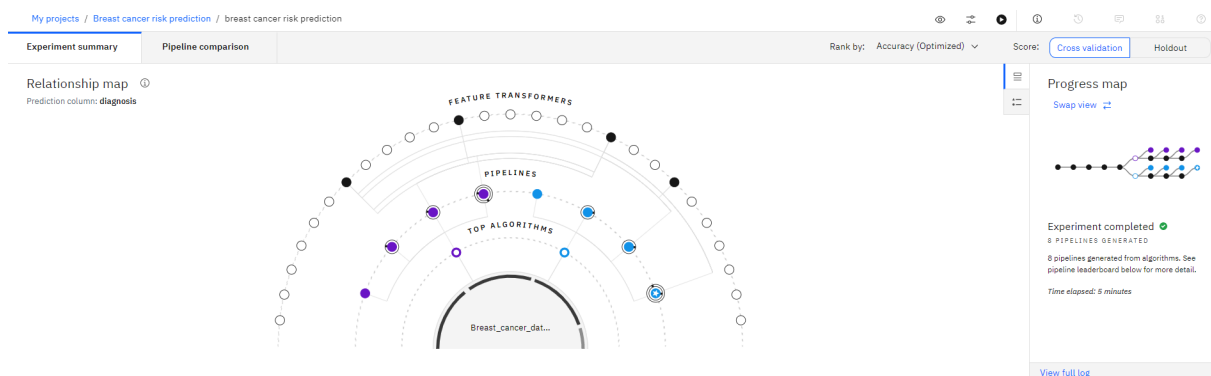 My projects / Breast cancer risk prediction / breast cancer risk prediction
Experiment summary
Pipeline comparison
Rank by: Accuracy (Optimized)
Score: Cross validation Holdout
Relationship map
Prediction column: diagnosis
FEATURE TRANSFORMERS
PIPELINES
TOP ALGORITHMS
Breast_cancer_dat...
Progress map
Swap view
Experiment completed
8 PIPELINES GENERATED
8 pipelines generated from algorithms. See
pipeline leaderboard below for more detail.
Time elapsed: 5 minutes
View full log